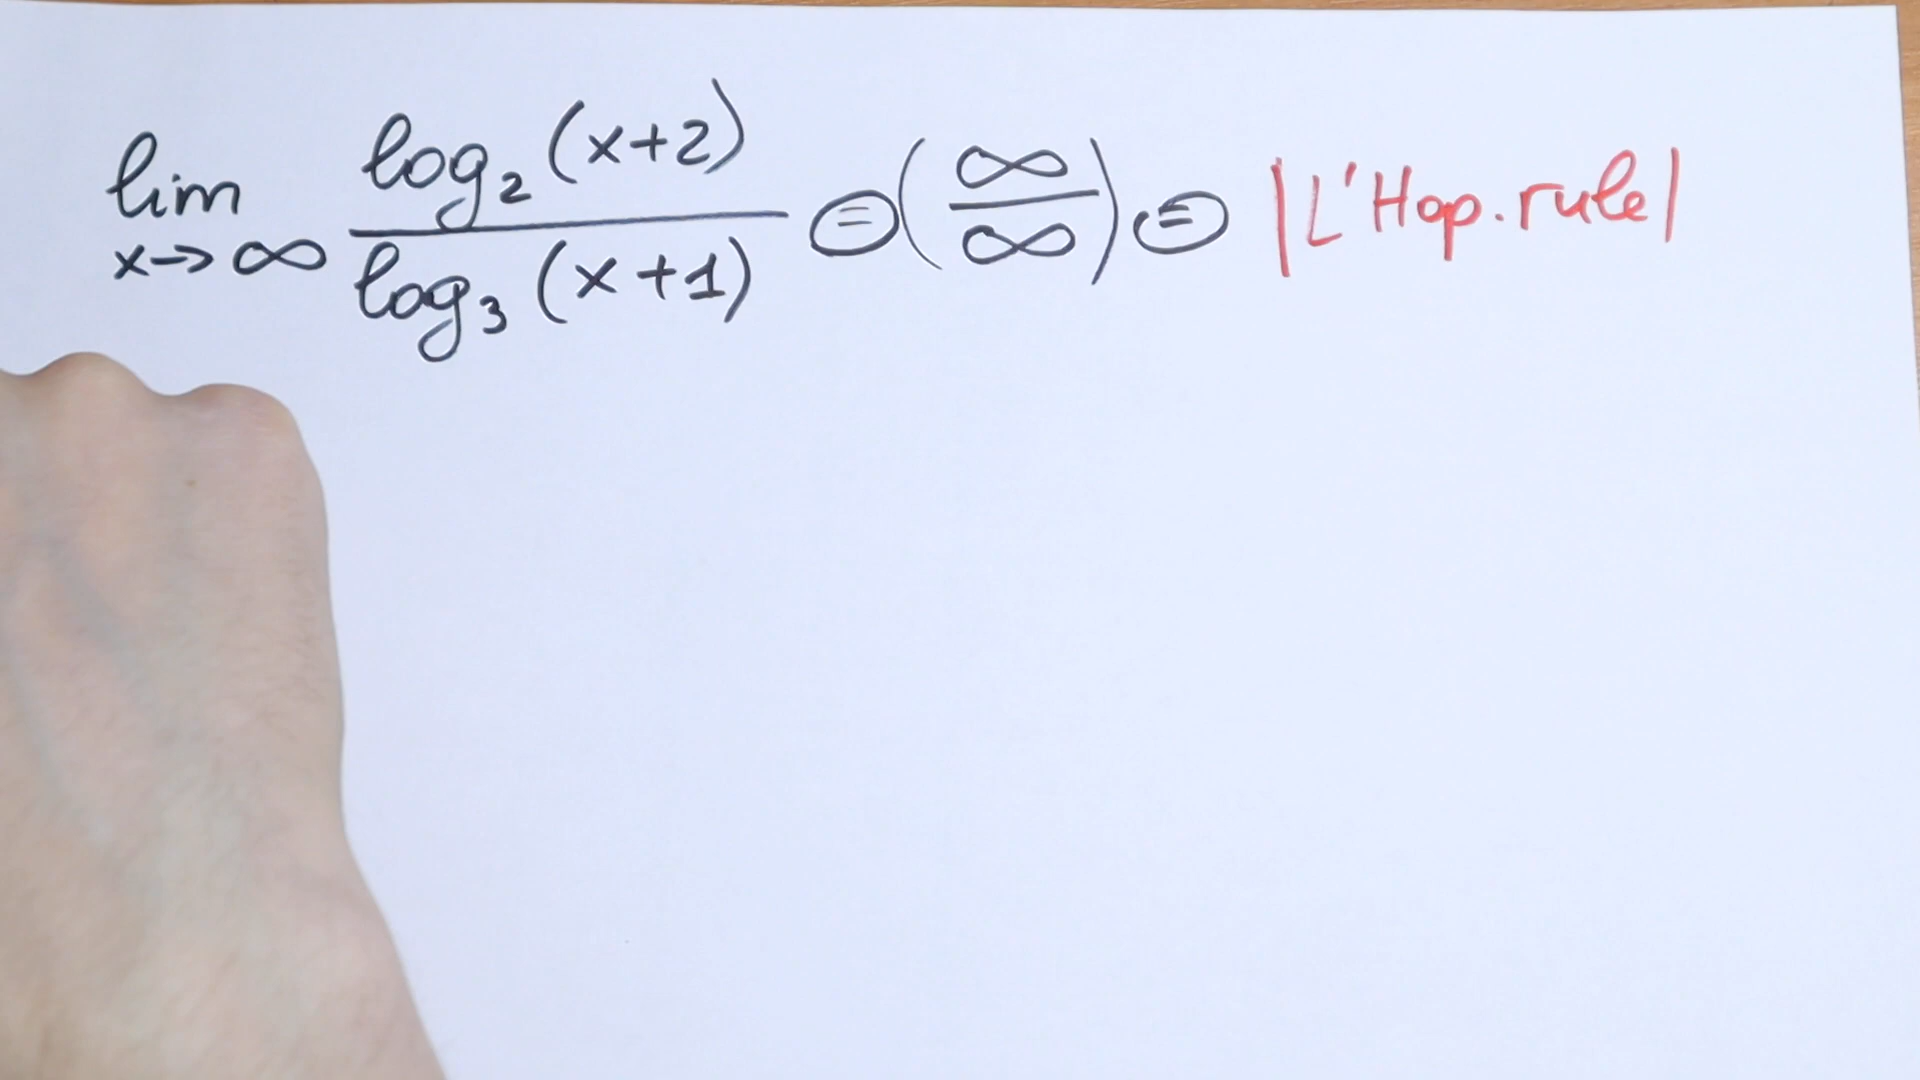 lim x→∞ log₂(x+2) / log₃(x+1) = (∞/∞) = |L'Hop. rule|